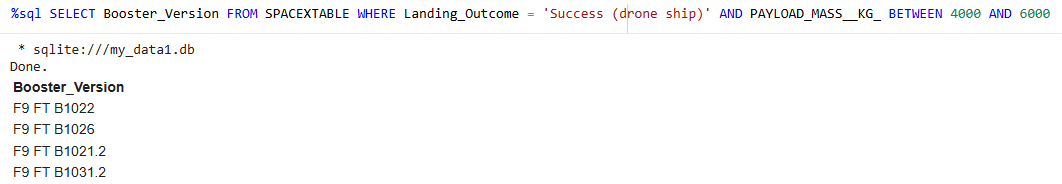 %sql SELECT Booster_Version FROM SPACEXTABLE WHERE Landing_Outcome = 'Success (drone ship)' AND PAYLOAD_MASS__KG_ BETWEEN 4000 AND 6000
* sqlite:///my_data1.db
Done.
Booster_Version
F9 FT B1022
F9 FT B1026
F9 FT B1021.2
F9 FT B1031.2